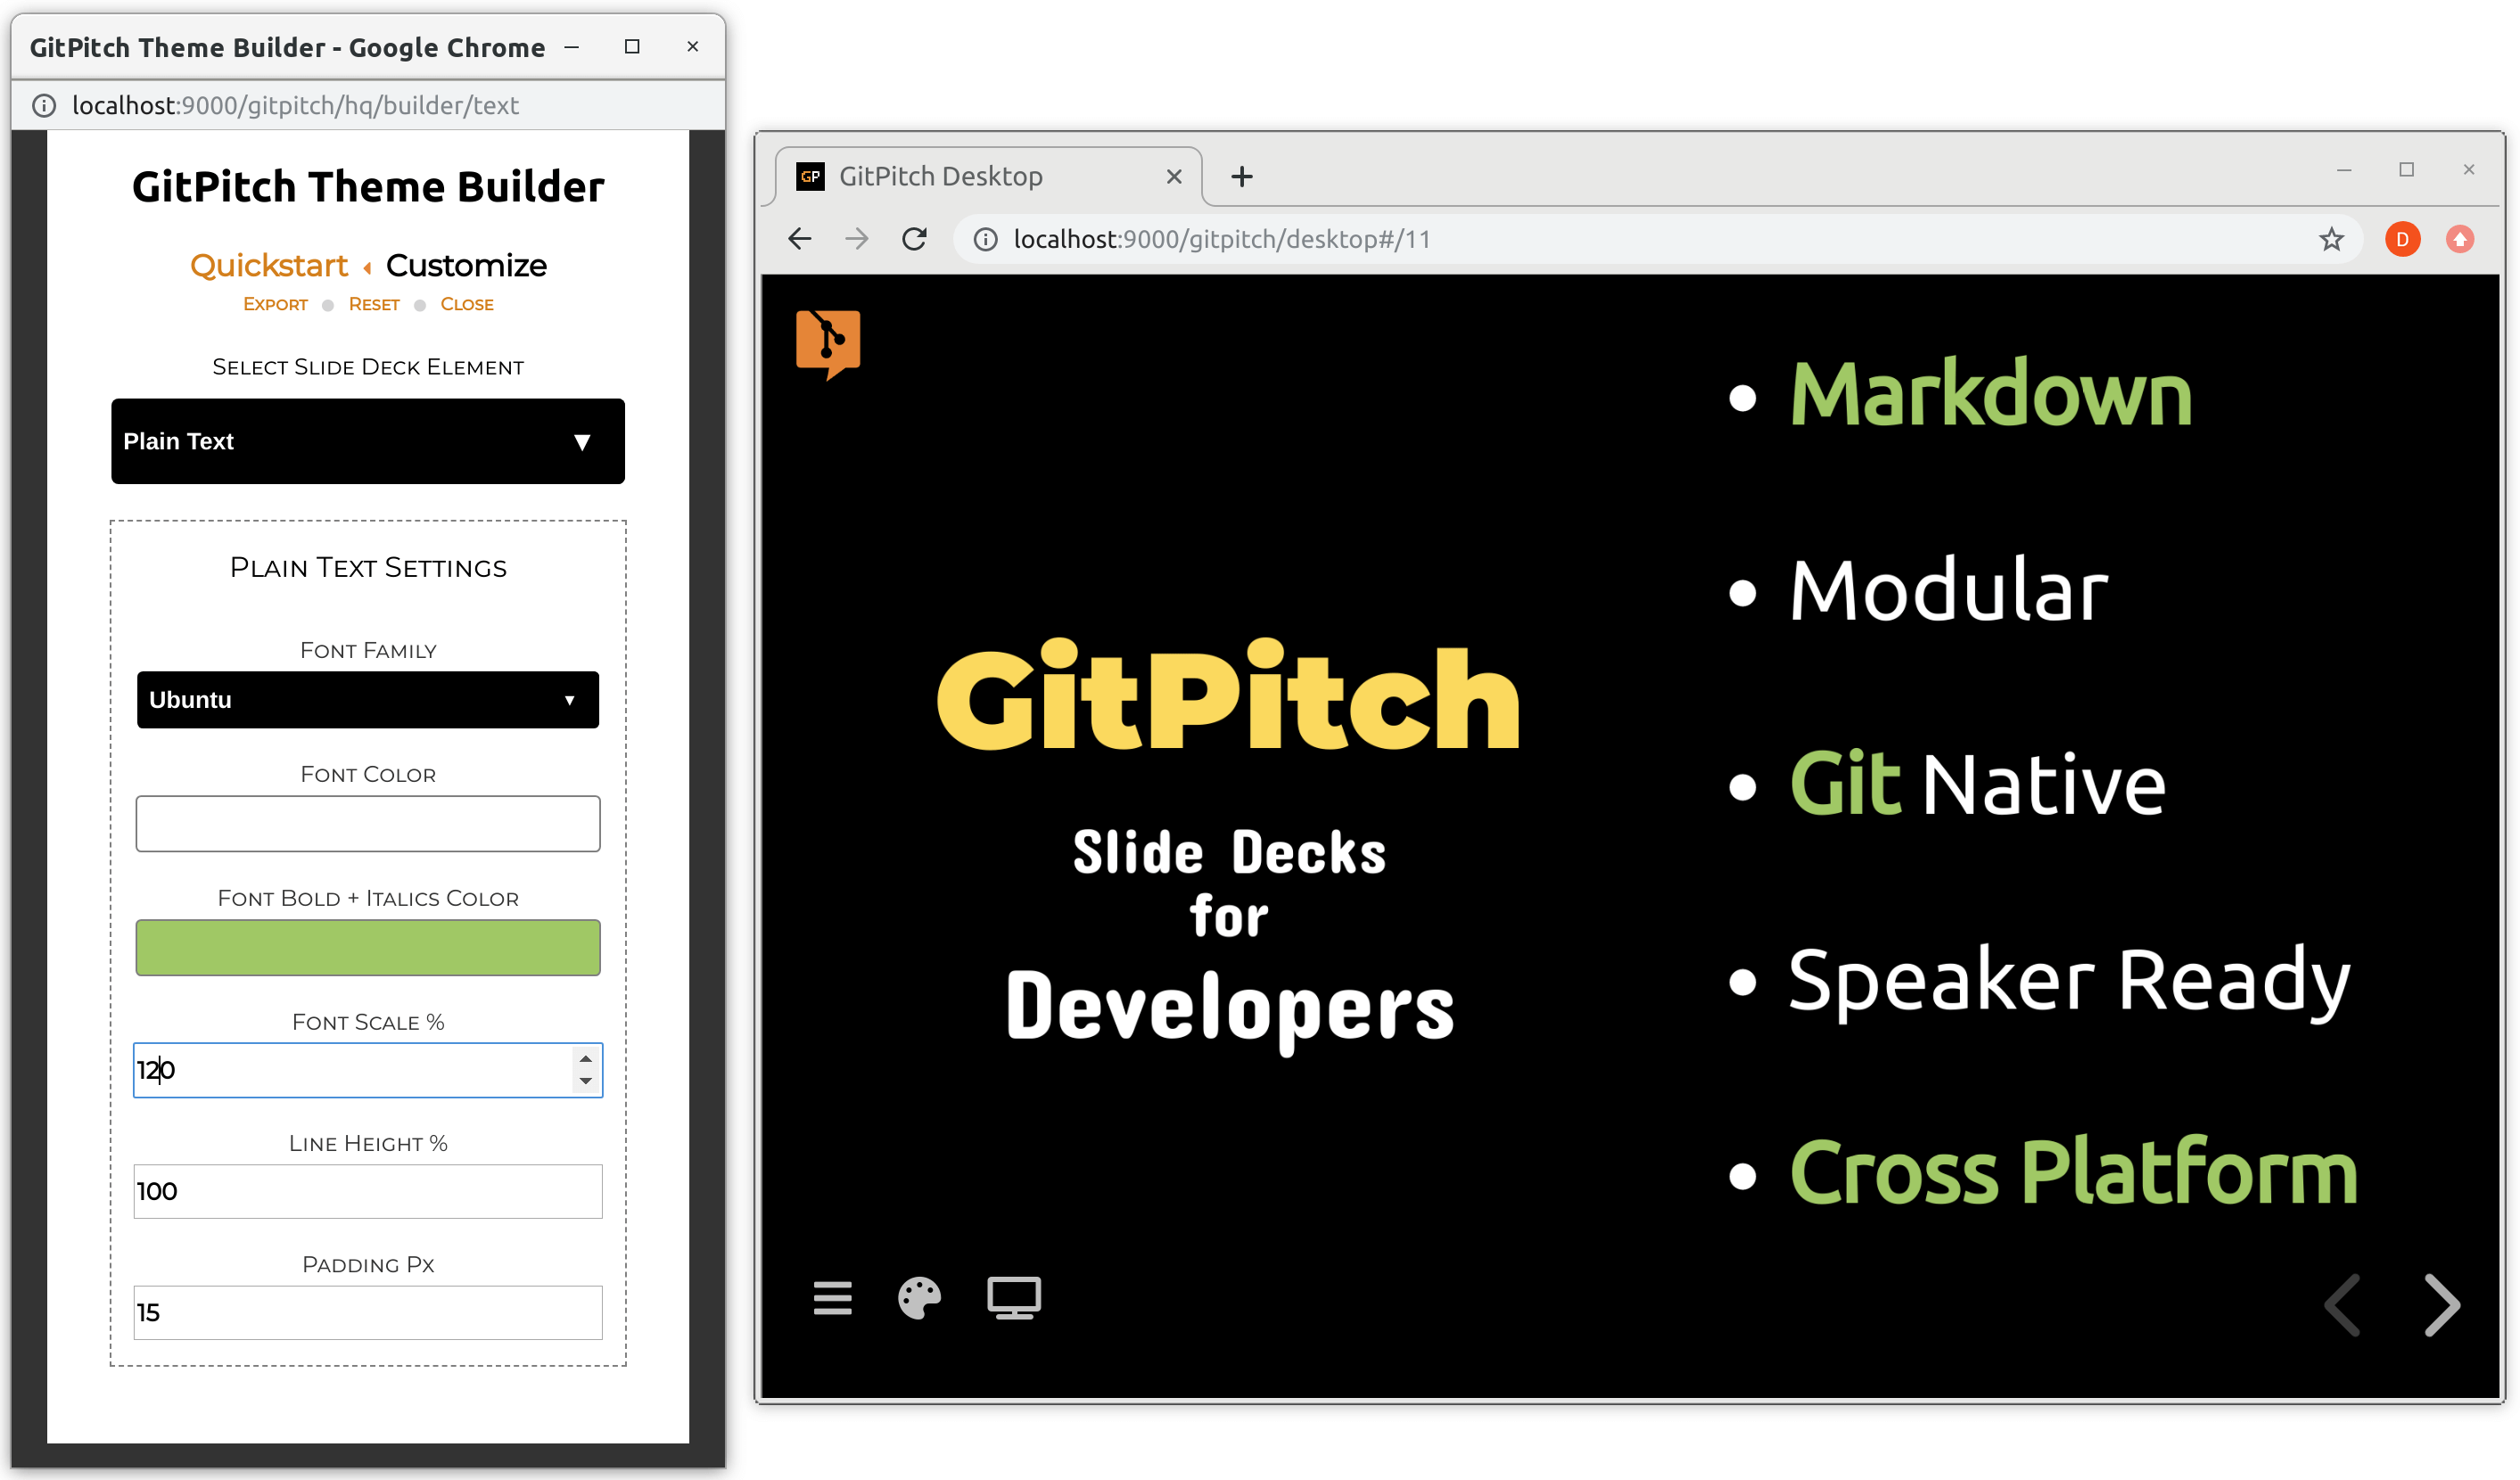 GitPitch Theme Builder - Google Chrome
localhost:9000/gitpitch/hq/builder/text
GitPitch Theme Builder
Quickstart Customize
Export Reset Close
Select Slide Deck Element
Plain Text
Plain Text Settings
Font Family
Ubuntu
Font Color
Font Bold + Italics Color
Font Scale %
120
Line Height %
100
Padding Px
15
GP GitPitch Desktop
localhost:9000/gitpitch/desktop#/11
D
GitPitch
Slide Decks
for
Developers
• Markdown
• Modular
• Git Native
• Speaker Ready
• Cross Platform